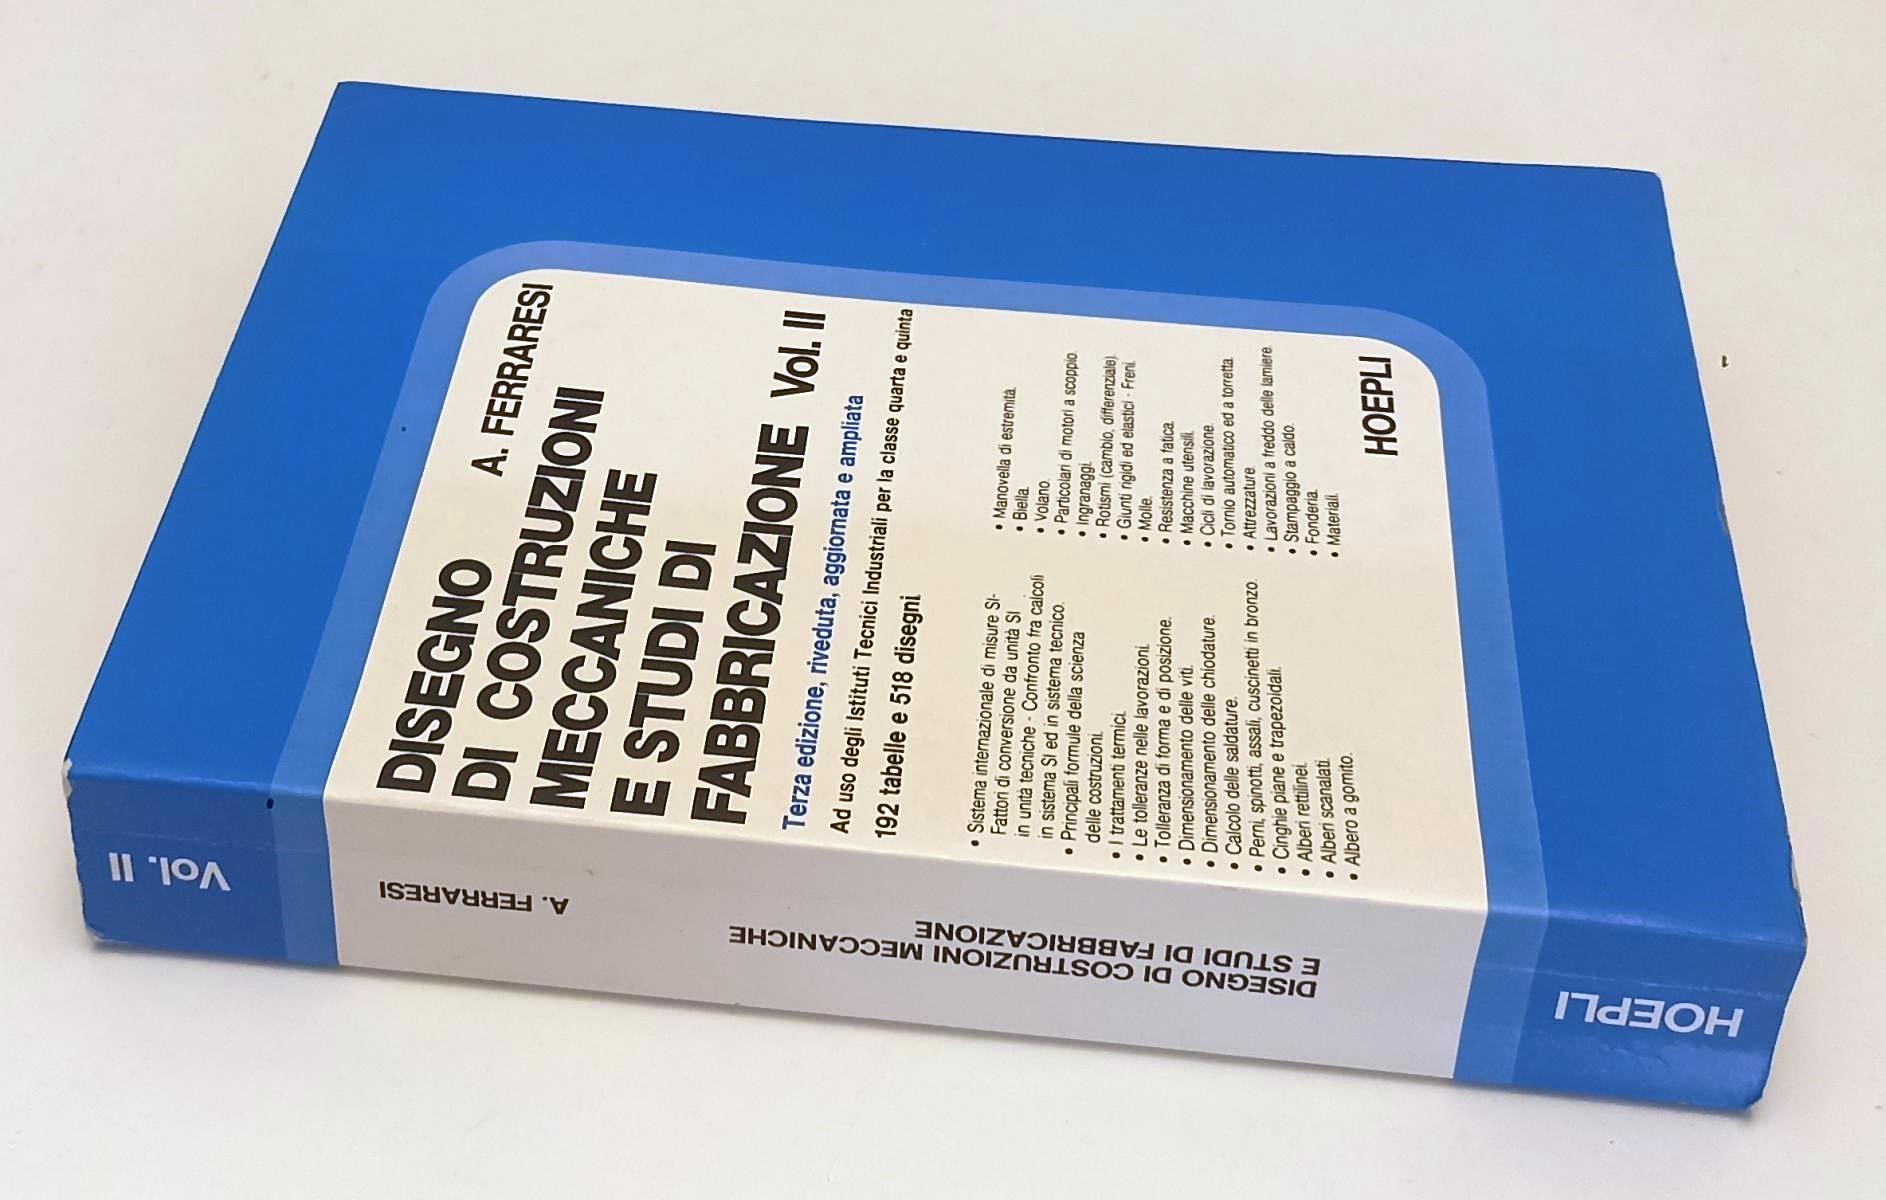 A. FERRARESI
DISEGNO
DI COSTRUZIONI
MECCANICHE
E STUDI DI
FABBRICAZIONE Vol. II
Terza edizione, riveduta, aggiornata e ampliata
Ad uso degli Istituti Tecnici Industriali per la classe quarta e quinta
192 tabelle e 518 disegni
• Sistema internazionale di misure SI-
Fattori di conversione da unità SI
in unità tecniche - Confronto fra calcoli
in sistema SI ed in sistema tecnico.
• Principali formule della scienza
delle costruzioni.
• I trattamenti termici.
• Le tolleranze nelle lavorazioni.
• Tolleranza di forma e di posizione.
• Dimensionamento delle viti.
• Dimensionamento delle chiodature.
• Calcolo delle saldature.
• Perni, spinotti, assali, cuscinetti in bronzo.
• Cinghie piane e trapezoidali.
• Alberi rettilinei.
• Alberi scanalati.
• Albero a gomito.
• Manovella di estremità.
• Biella.
• Volano.
• Particolari di motori a scoppio.
• Ingranaggi.
• Rotismi (cambio, differenziale).
• Giunti rigidi ed elastici - Freni.
• Molle.
• Resistenza a fatica.
• Macchine utensili.
• Cicli di lavorazione.
• Tornio automatico ed a torretta.
• Attrezzature.
• Lavorazioni a freddo delle lamiere.
• Stampaggio a caldo.
• Fonderia.
• Materiali.
HOEPLI
Vol. II
A. FERRARESI
DISEGNO DI COSTRUZIONI MECCANICHE
E STUDI DI FABBRICAZIONE
HOEPLI